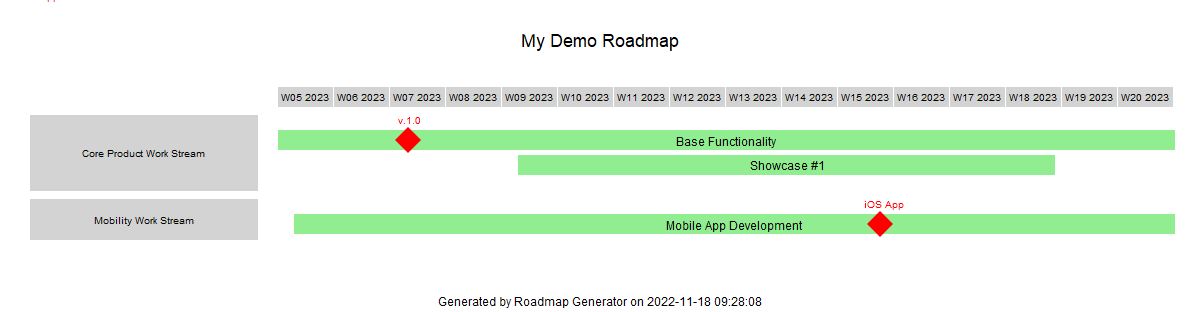 My Demo Roadmap
W05 2023 W06 2023 W07 2023 W08 2023 W09 2023 W10 2023 W11 2023 W12 2023 W13 2023 W14 2023 W15 2023 W16 2023 W17 2023 W18 2023 W19 2023 W20 2023
v.1.0
Base Functionality
Core Product Work Stream
Showcase #1
iOS App
Mobility Work Stream
Mobile App Development
Generated by Roadmap Generator on 2022-11-18 09:28:08